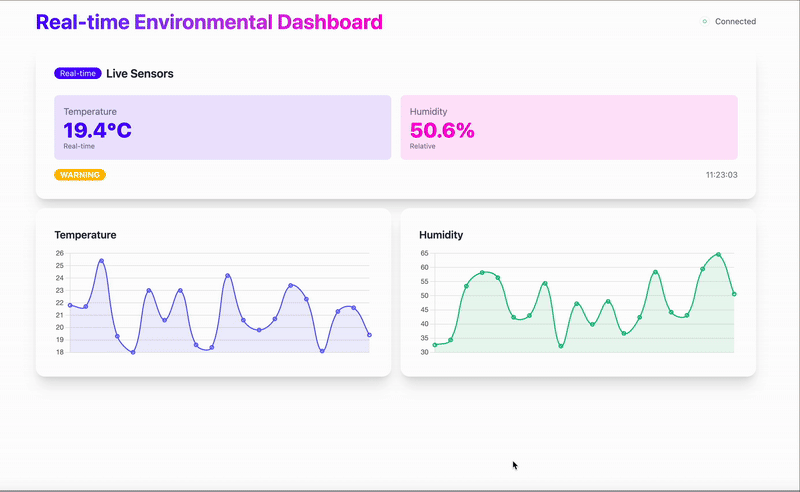 Real-time Environmental Dashboard
Connected
Real-time Live Sensors
Temperature
19.4°C
Real-time
Humidity
50.6%
Relative
WARNING
11:23:03
Temperature
26
25
24
23
22
21
20
19
18
Humidity
65
60
55
50
45
40
35
30